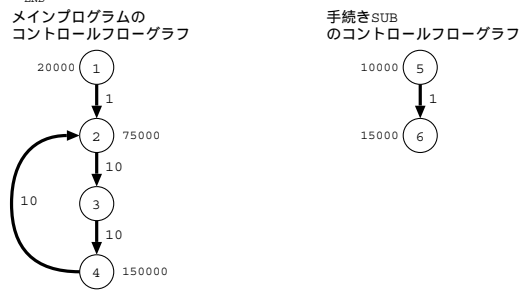 END
メインプログラムの
コントロールフローグラフ
20000 1
1
2 75000
10
3
10
10
4 150000
手続きSUB
のコントロールフローグラフ
10000 5
1
15000 6